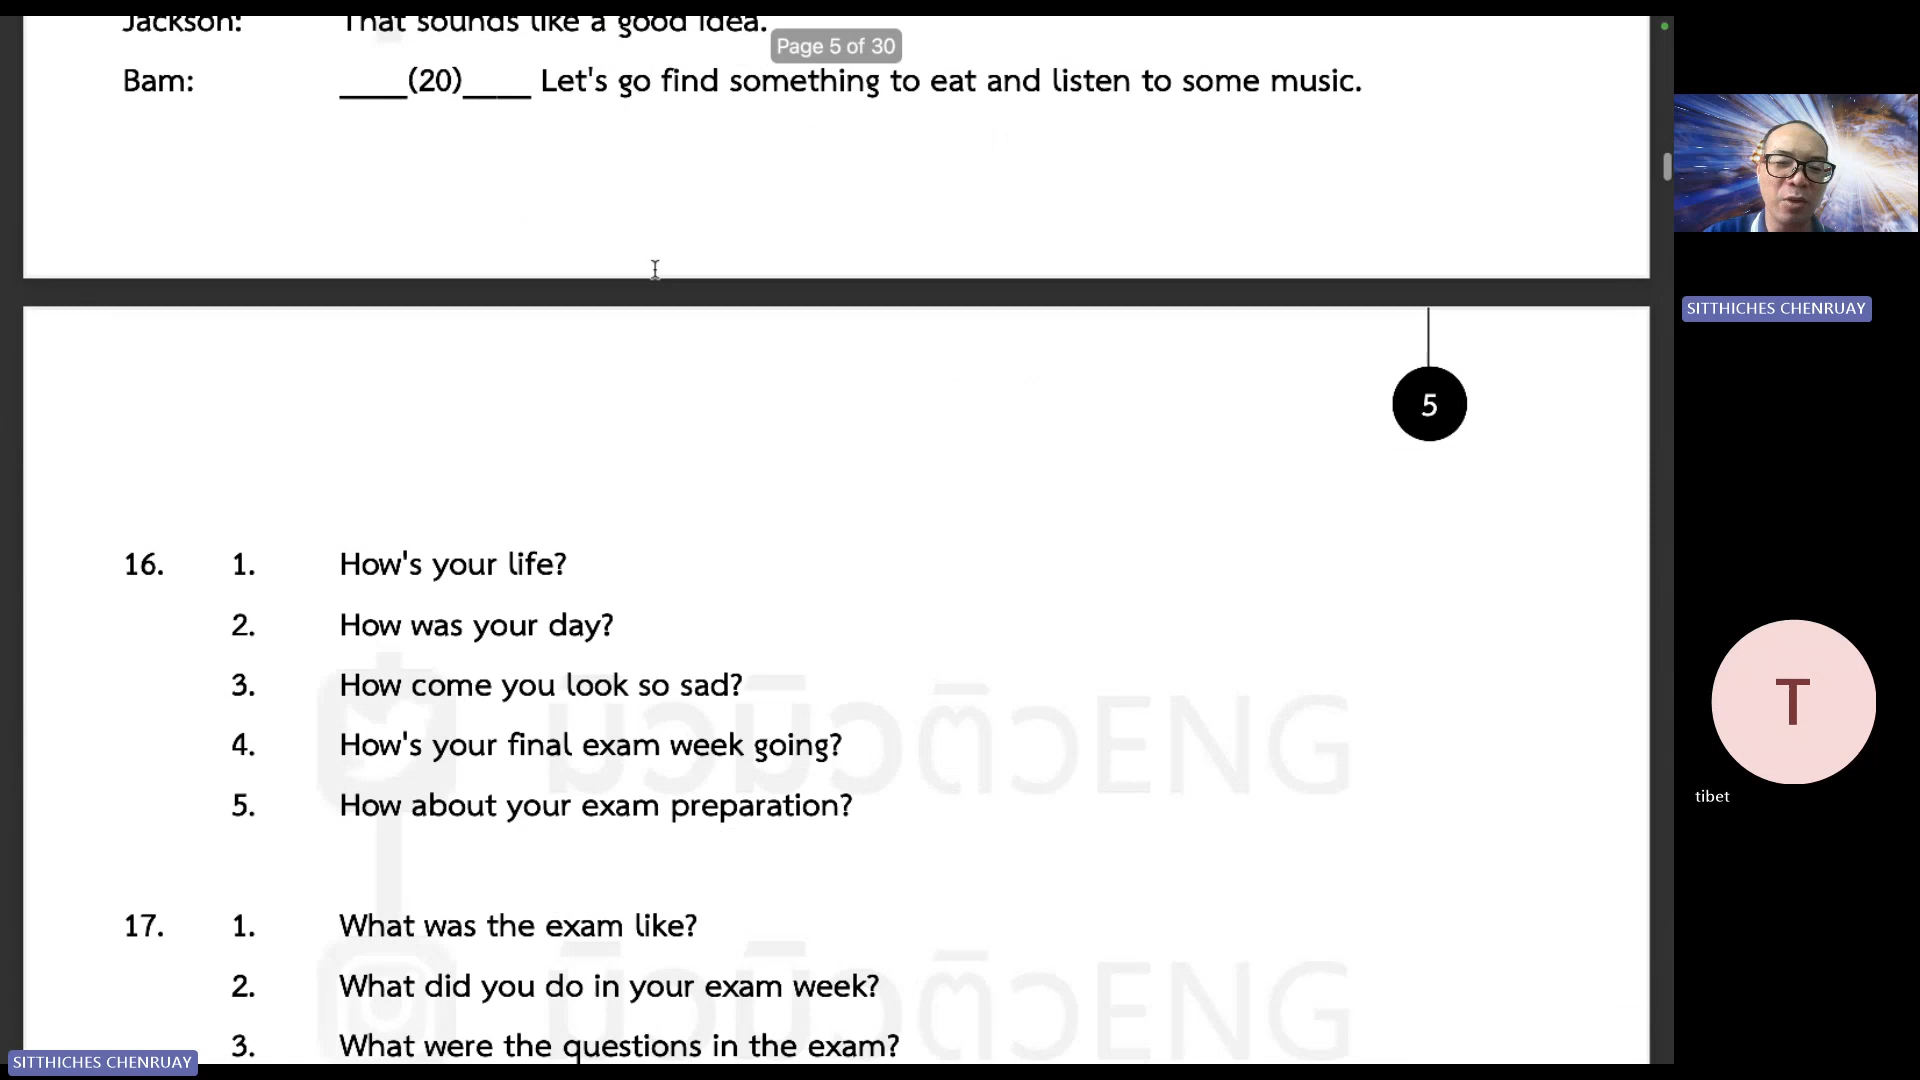 Jackson: That sounds like a good idea.
Page 5 of 30
Bam: ____(20)____ Let's go find something to eat and listen to some music.
5
16. 1. How's your life?
2. How was your day?
3. How come you look so sad?
4. How's your final exam week going?
5. How about your exam preparation?
17. 1. What was the exam like?
2. What did you do in your exam week?
3. What were the questions in the exam?
SITTHICHES CHENRUAY
SITTHICHES CHENRUAY
T
tibet